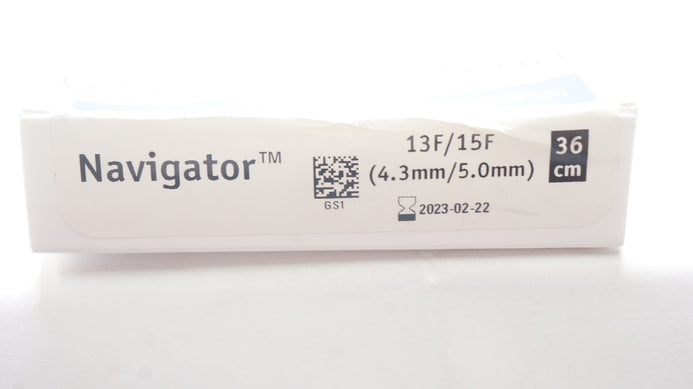 Navigator™
GS1
13F/15F
(4.3mm/5.0mm)
2023-02-22
36
cm